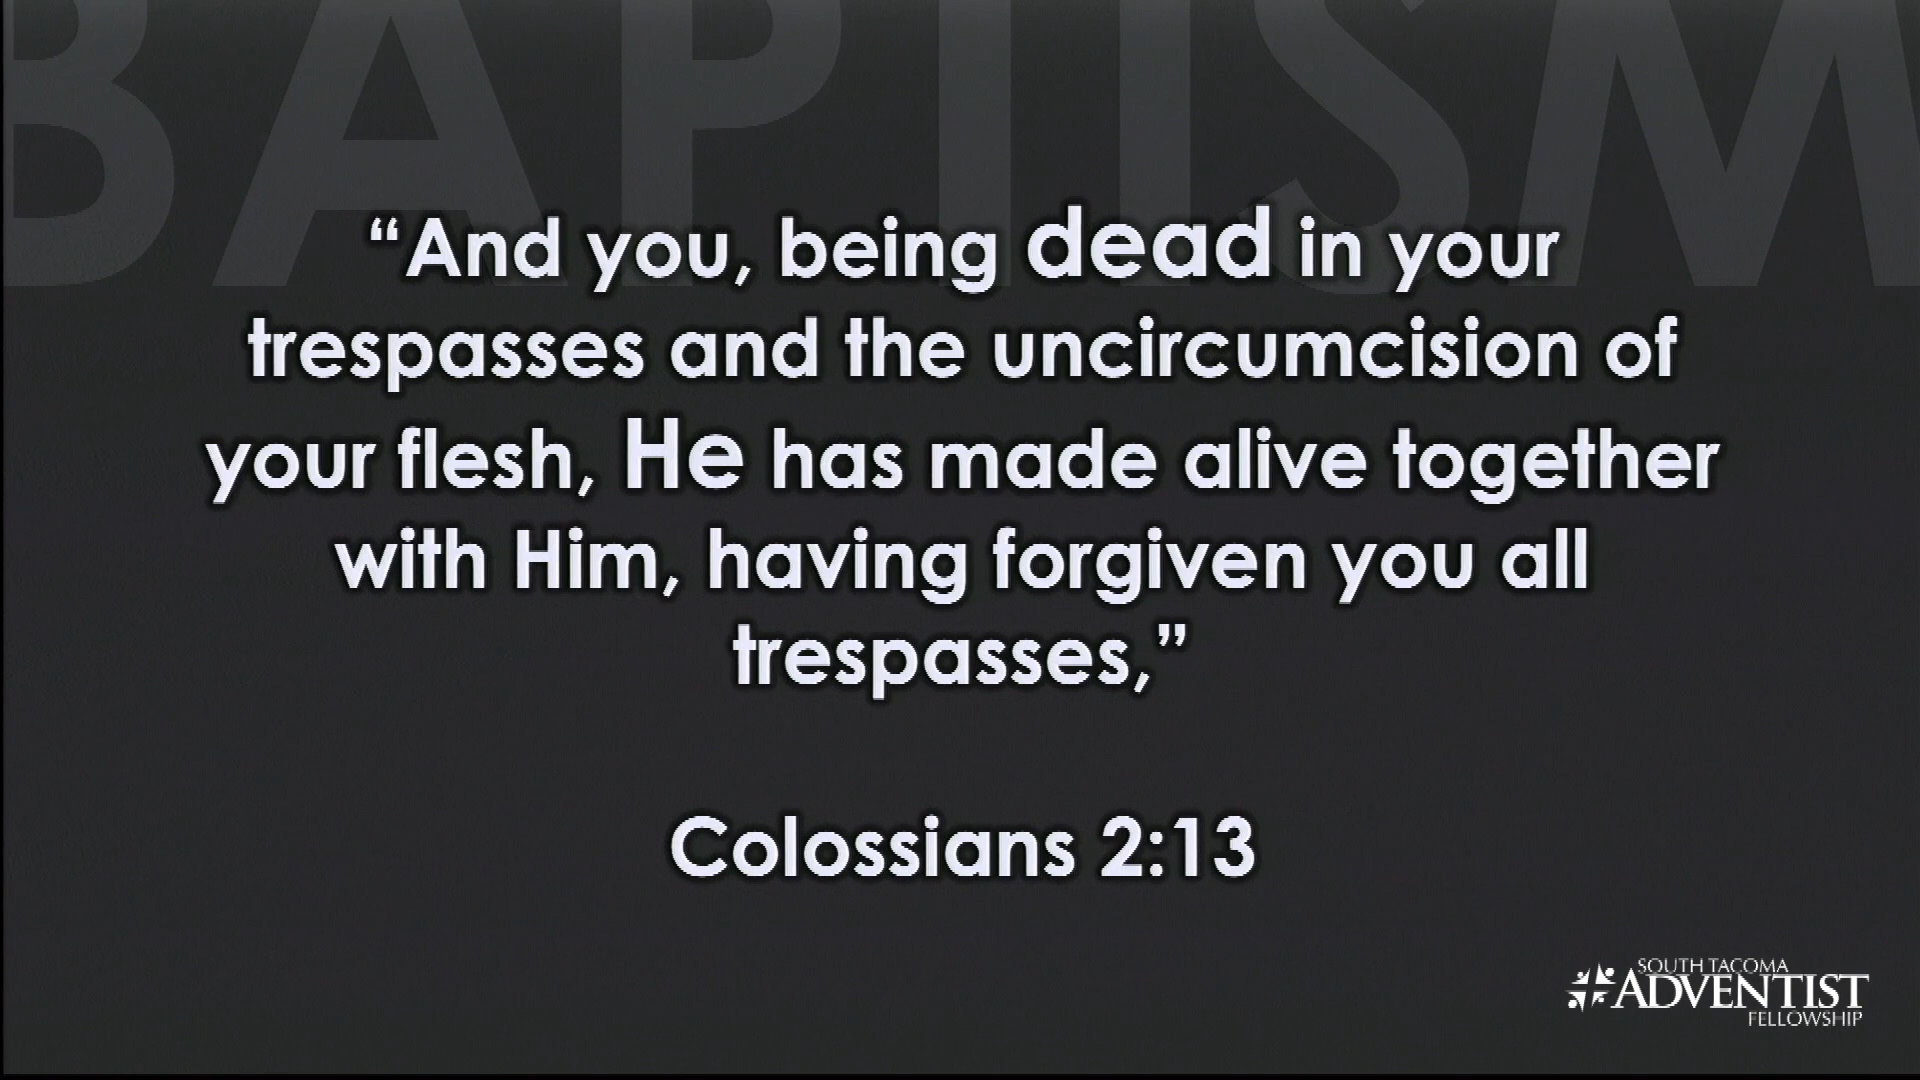 BAPTISM
“And you, being dead in your
trespasses and the uncircumcision of
your flesh, He has made alive together
with Him, having forgiven you all
trespasses,”
Colossians 2:13
SOUTH TACOMA
ADVENTIST
FELLOWSHIP